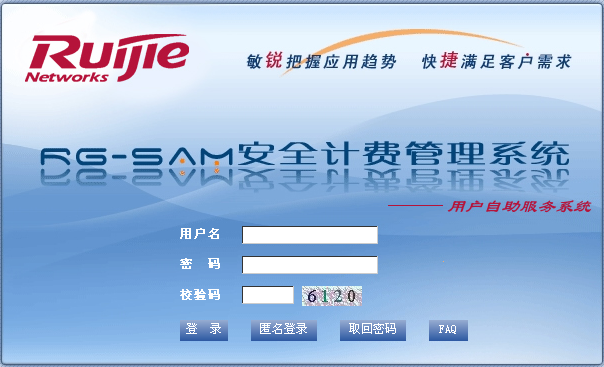 Ruijie
Networks
敏锐把握应用趋势 快捷满足客户需求
RG-SAM安全计费管理系统
用户自助服务系统
用户名
密 码
校验码 6120
登 录 匿名登录 取回密码 FAQ